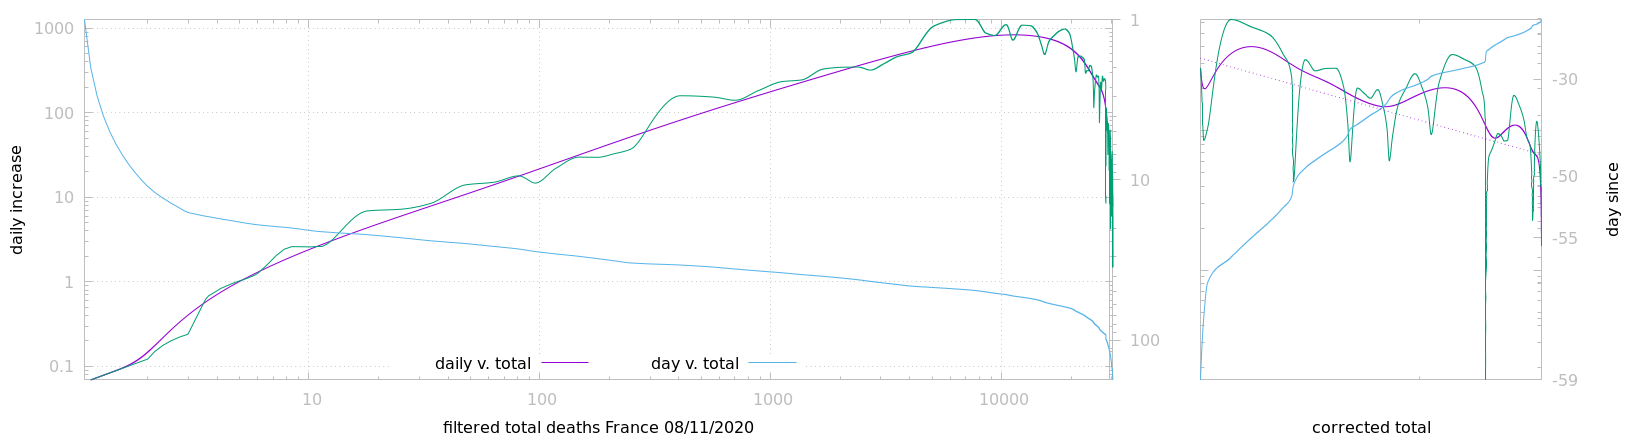 1000
100
10
1
0.1
daily increase
daily v. total
day v. total
10
100
1000
10000
filtered total deaths France 08/11/2020
1
10
100
-30
-50
-55
-59
day since
corrected total